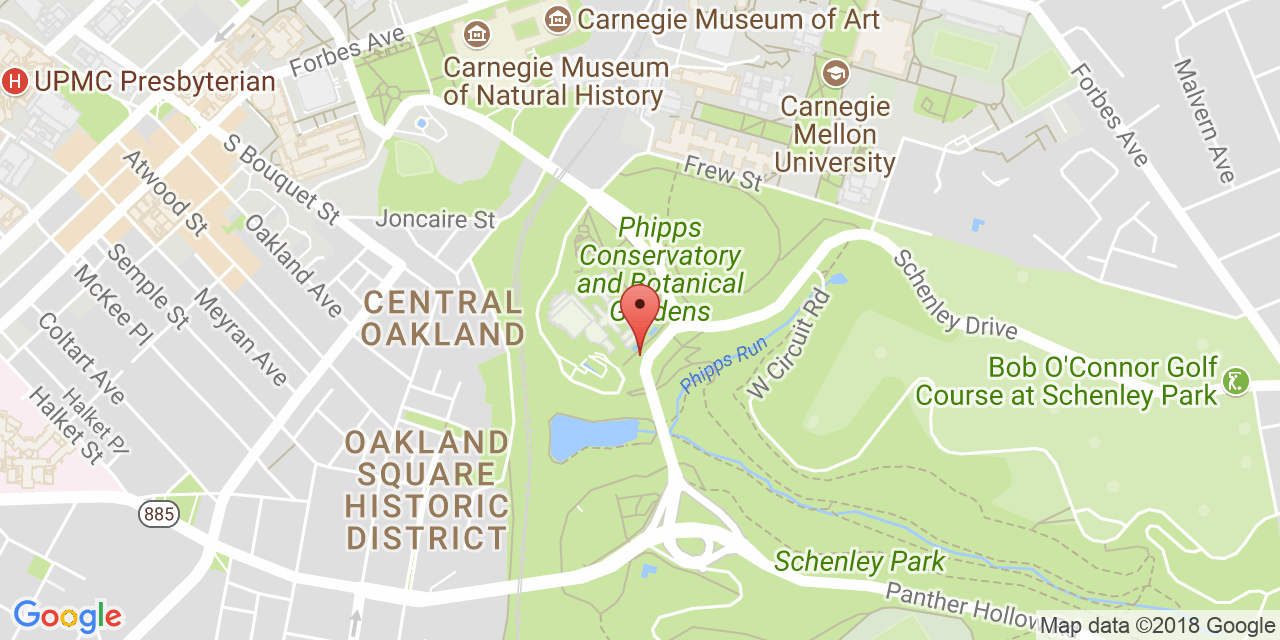 Carnegie Museum of Art
Forbes Ave
Carnegie Museum
of Natural History
H
UPMC Presbyterian
Carnegie
Mellon
University
Forbes Ave
Malvern Ave
S Bouquet St
Atwood St
Frew St
Joncaire St
Oakland Ave
Phipps
Conservatory
and Botanical
Gardens
Semple St
McKee Pl
Meyran Ave
CENTRAL
OAKLAND
Schenley Drive
Coltart Ave
Halket Pl
Halket St
Phipps Run
W Circuit Rd
Bob O'Connor Golf
Course at Schenley Park
OAKLAND
SQUARE
HISTORIC
DISTRICT
885
Schenley Park
Panther Hollow
Google
Map data ©2018 Google